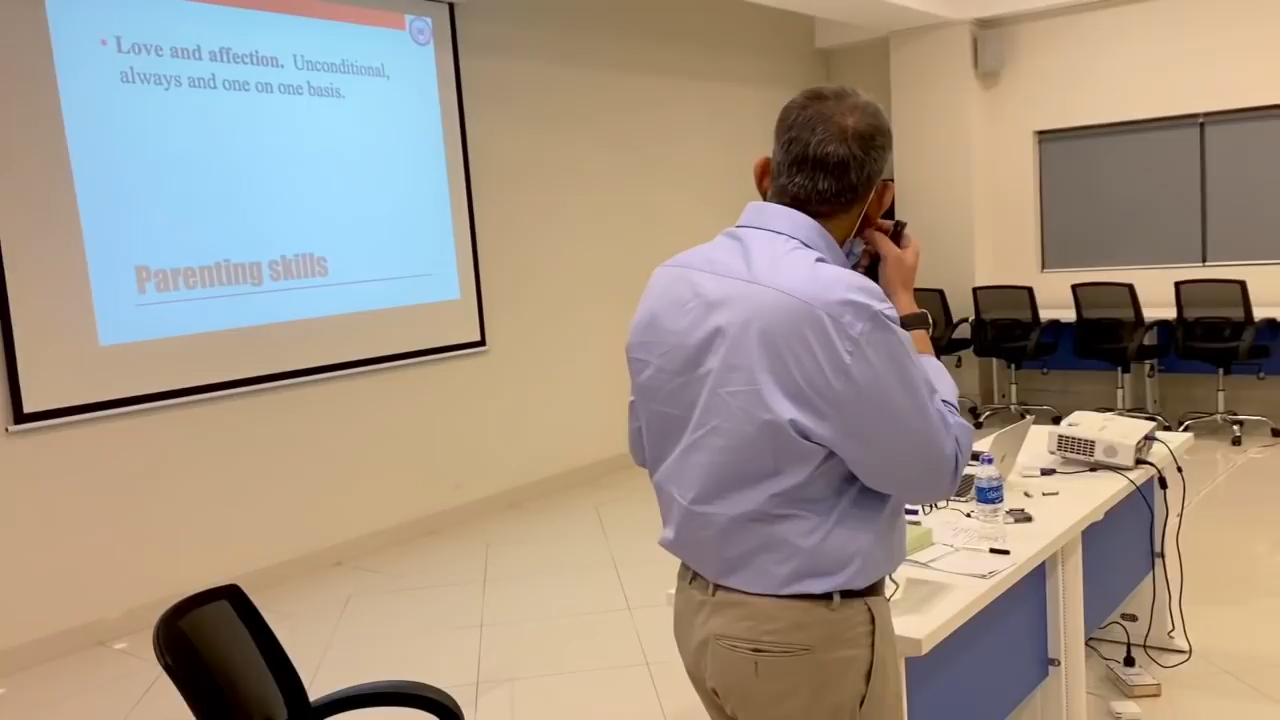 • Love and affection. Unconditional,
always and one on one basis.
Parenting skills